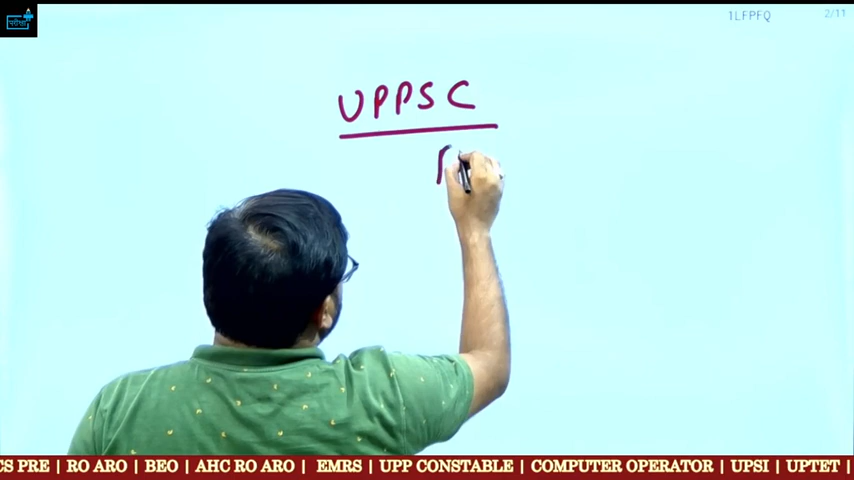 परीक्षा
1LFPFQ
2/11
UPPSC
CS PRE | RO ARO | BEO | AHC RO ARO | EMRS | UPP CONSTABLE | COMPUTER OPERATOR | UPSI | UPTET |